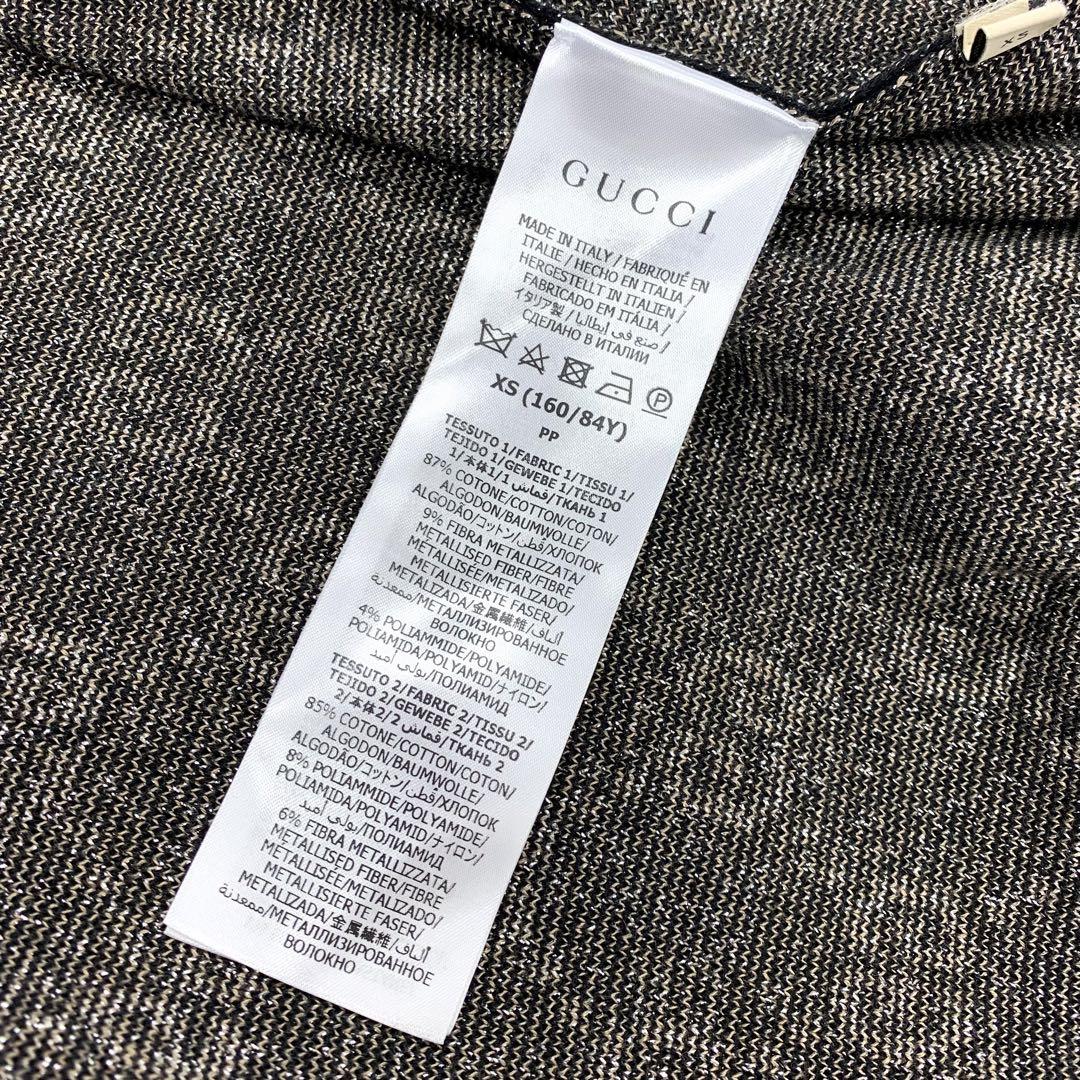 XS
GUCCI
MADE IN ITALY / FABRIQUÉ EN
ITALIE / HECHO EN ITALIA /
HERGESTELLT IN ITALIEN /
FABRICADO EM ITÁLIA /
イタリア製 / صنع في إيطاليا /
СДЕЛАНО В ИТАЛИИ
P
XS (160/84Y)
PP
TESSUTO 1/FABRIC 1/TISSU 1/
TEJIDO 1/GEWEBE 1/TECIDO
1/本体1/قماش 1/ТКАНЬ 1
87% COTONE/COTTON/COTON/
ALGODON/BAUMWOLLE/
ALGODÃO/コットン/قطن/ХЛОПОК
9% FIBRA METALLIZZATA/
METALLISED FIBER/FIBRE
METALLISÉE/METALIZADO/
METALLISIERTE FASER/
METALIZADA/金属繊維/ألياف
ممعدنة/МЕТАЛЛИЗИРОВАННОЕ
ВОЛОКНО
4% POLIAMMIDE/POLYAMIDE/
POLIAMIDA/POLYAMID/ナイロン/
بولي أميد/ПОЛИАМИД
TESSUTO 2/FABRIC 2/TISSU 2/
TEJIDO 2/GEWEBE 2/TECIDO
2/本体2/قماش 2/ТКАНЬ 2
85% COTONE/COTTON/COTON/
ALGODON/BAUMWOLLE/
ALGODÃO/コットン/قطن/ХЛОПОК
8% POLIAMMIDE/POLYAMIDE/
POLIAMIDA/POLYAMID/ナイロン/
بولي أميد/ПОЛИАМИД
6% FIBRA METALLIZZATA/
METALLISED FIBER/FIBRE
METALLISÉE/METALIZADO/
METALLISIERTE FASER/
METALIZADA/金属繊維/ألياف
ممعدنة/МЕТАЛЛИЗИРОВАННОЕ
ВОЛОКНО